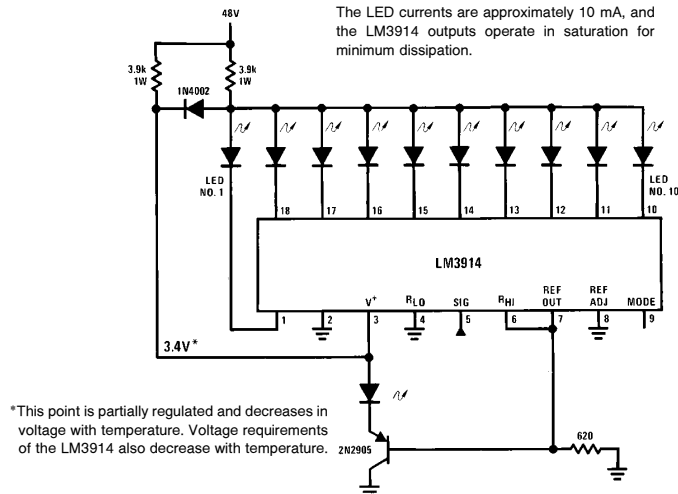 48V
The LED currents are approximately 10 mA, and
the LM3914 outputs operate in saturation for
minimum dissipation.
3.9k
1W
3.9k
1W
1N4002
LED
NO. 1
LED
NO. 10
18 17 16 15 14 13 12 11 10
LM3914
V+ RLO SIG RHI REF OUT REF ADJ MODE
1 2 3 4 5 6 7 8 9
3.4V*
*This point is partially regulated and decreases in
voltage with temperature. Voltage requirements
of the LM3914 also decrease with temperature.
2N2905
620